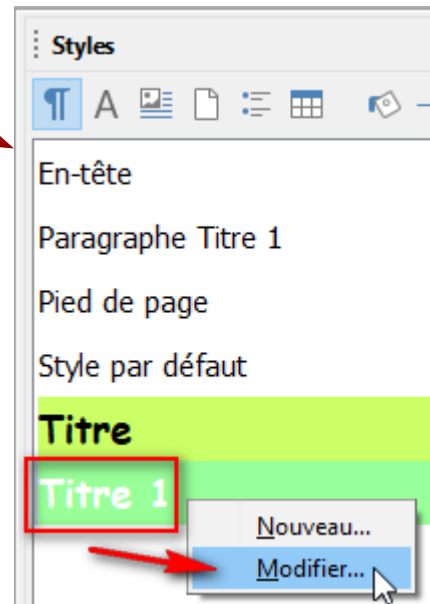 Styles
A
En-tête
Paragraphe Titre 1
Pied de page
Style par défaut
Titre
Titre 1
Nouveau...
Modifier...